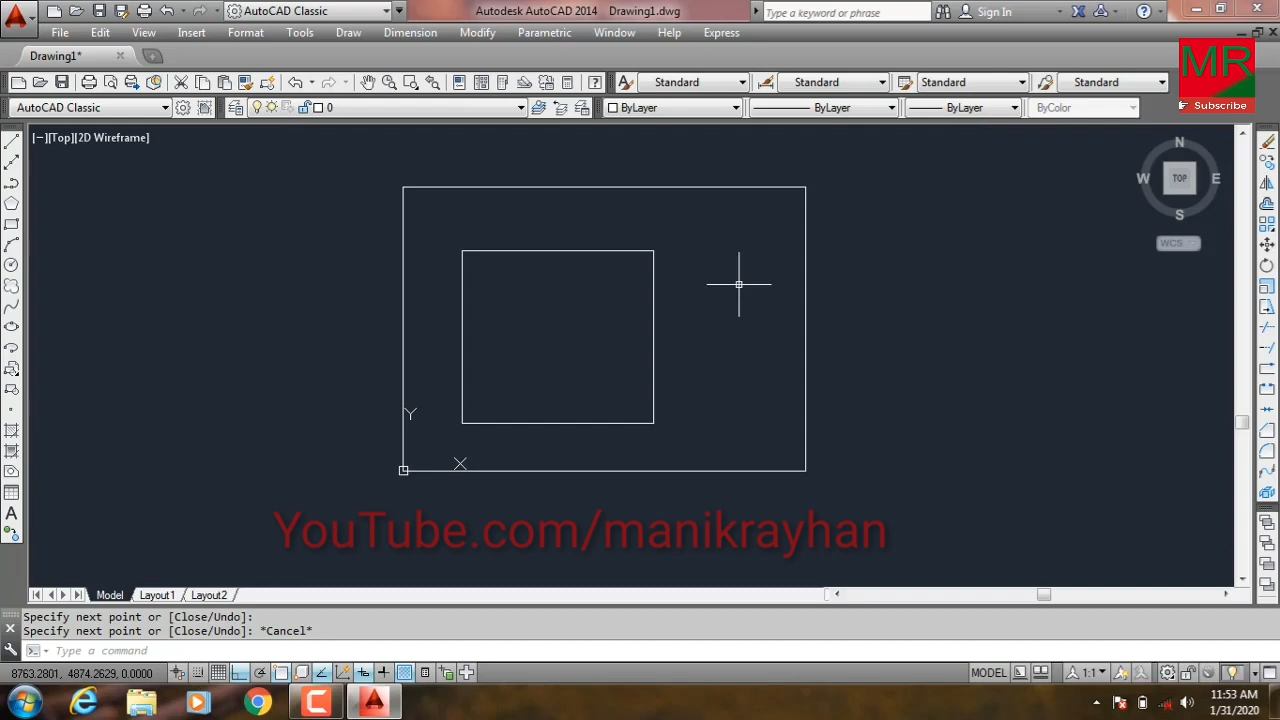 AutoCAD Classic
Autodesk AutoCAD 2014 Drawing1.dwg
Type a keyword or phrase
Sign In
File Edit View Insert Format Tools Draw Dimension Modify Parametric Window Help Express
Drawing1*
MR
Subscribe
Standard Standard Standard Standard
AutoCAD Classic 0 ByLayer ByLayer ByLayer ByColor
[−][Top][2D Wireframe]
N
W TOP E
S
WCS
Y
X
YouTube.com/manikrayhan
Model Layout1 Layout2
Specify next point or [Close/Undo]:
Specify next point or [Close/Undo]: *Cancel*
Type a command
8763.2801, 4874.2629, 0.0000 MODEL 1:1
11:53 AM
1/31/2020